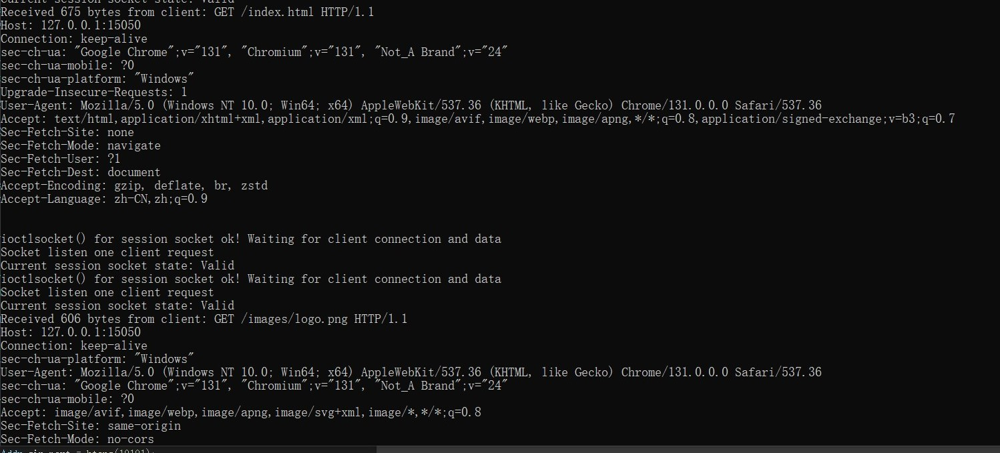 Current session socket state: Valid
Received 675 bytes from client: GET /index.html HTTP/1.1
Host: 127.0.0.1:15050
Connection: keep-alive
sec-ch-ua: "Google Chrome";v="131", "Chromium";v="131", "Not_A Brand";v="24"
sec-ch-ua-mobile: ?0
sec-ch-ua-platform: "Windows"
Upgrade-Insecure-Requests: 1
User-Agent: Mozilla/5.0 (Windows NT 10.0; Win64; x64) AppleWebKit/537.36 (KHTML, like Gecko) Chrome/131.0.0.0 Safari/537.36
Accept: text/html,application/xhtml+xml,application/xml;q=0.9,image/avif,image/webp,image/apng,*/*;q=0.8,application/signed-exchange;v=b3;q=0.7
Sec-Fetch-Site: none
Sec-Fetch-Mode: navigate
Sec-Fetch-User: ?1
Sec-Fetch-Dest: document
Accept-Encoding: gzip, deflate, br, zstd
Accept-Language: zh-CN,zh;q=0.9
ioctlsocket() for session socket ok! Waiting for client connection and data
Socket listen one client request
Current session socket state: Valid
ioctlsocket() for session socket ok! Waiting for client connection and data
Socket listen one client request
Current session socket state: Valid
Received 606 bytes from client: GET /images/logo.png HTTP/1.1
Host: 127.0.0.1:15050
Connection: keep-alive
sec-ch-ua-platform: "Windows"
User-Agent: Mozilla/5.0 (Windows NT 10.0; Win64; x64) AppleWebKit/537.36 (KHTML, like Gecko) Chrome/131.0.0.0 Safari/537.36
sec-ch-ua: "Google Chrome";v="131", "Chromium";v="131", "Not_A Brand";v="24"
sec-ch-ua-mobile: ?0
Accept: image/avif,image/webp,image/apng,image/svg+xml,image/*,*/*;q=0.8
Sec-Fetch-Site: same-origin
Sec-Fetch-Mode: no-cors